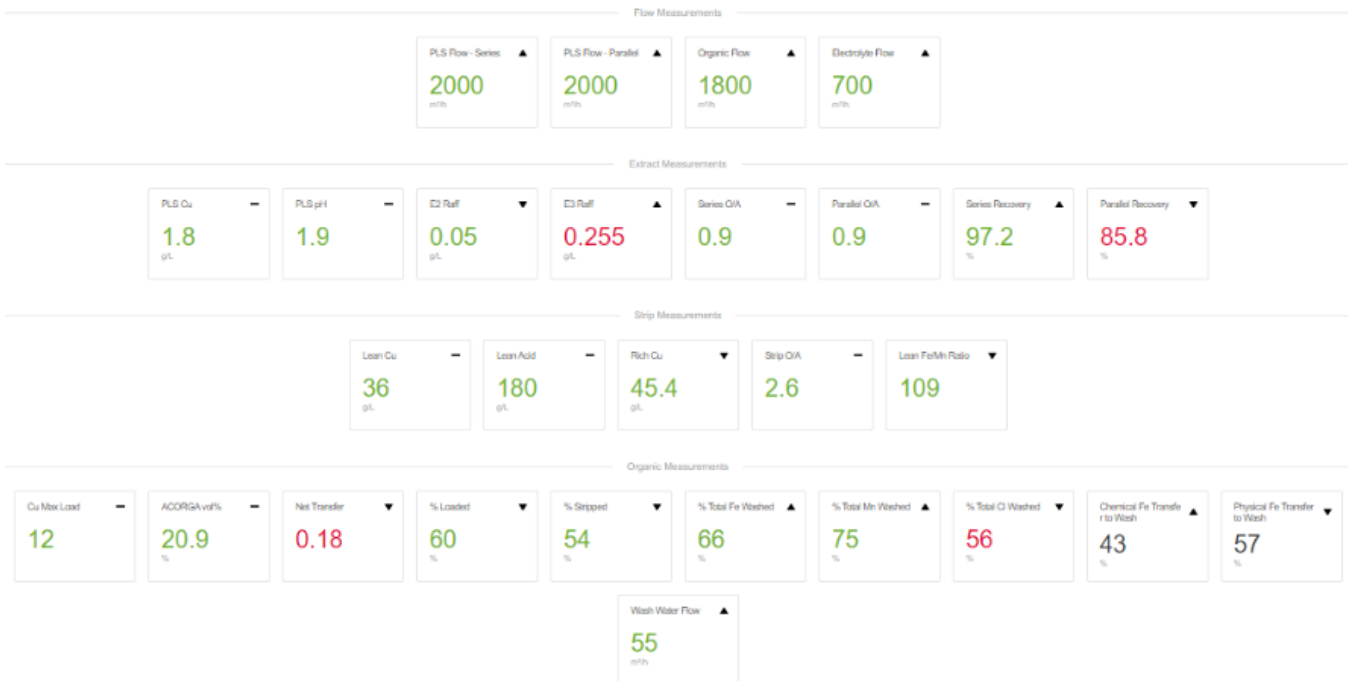 Flow Measurements
PLS Flow - Series ▲
2000
m³/h
PLS Flow - Parallel ▲
2000
m³/h
Organic Flow ▲
1800
m³/h
Electrolyte Flow ▲
700
m³/h
Extract Measurements
PLS Cu –
1.8
g/L
PLS pH –
1.9
E2 Raff ▼
0.05
g/L
E3 Raff ▲
0.255
g/L
Series O/A –
0.9
Parallel O/A –
0.9
Series Recovery ▲
97.2
%
Parallel Recovery ▼
85.8
%
Strip Measurements
Lean Cu –
36
g/L
Lean Acid –
180
g/L
Rich Cu ▼
45.4
g/L
Strip O/A –
2.6
Lean Fe/Mn Ratio ▼
109
Organic Measurements
Cu Max Load –
12
ACORGA vol% –
20.9
%
Net Transfer ▼
0.18
% Loaded ▼
60
%
% Stripped ▼
54
%
% Total Fe Washed ▲
66
%
% Total Mn Washed ▲
75
%
% Total Cl Washed ▼
56
%
Chemical Fe Transfe
r to Wash ▲
43
%
Physical Fe Transfer
to Wash ▼
57
%
Wash Water Flow ▲
55
m³/h